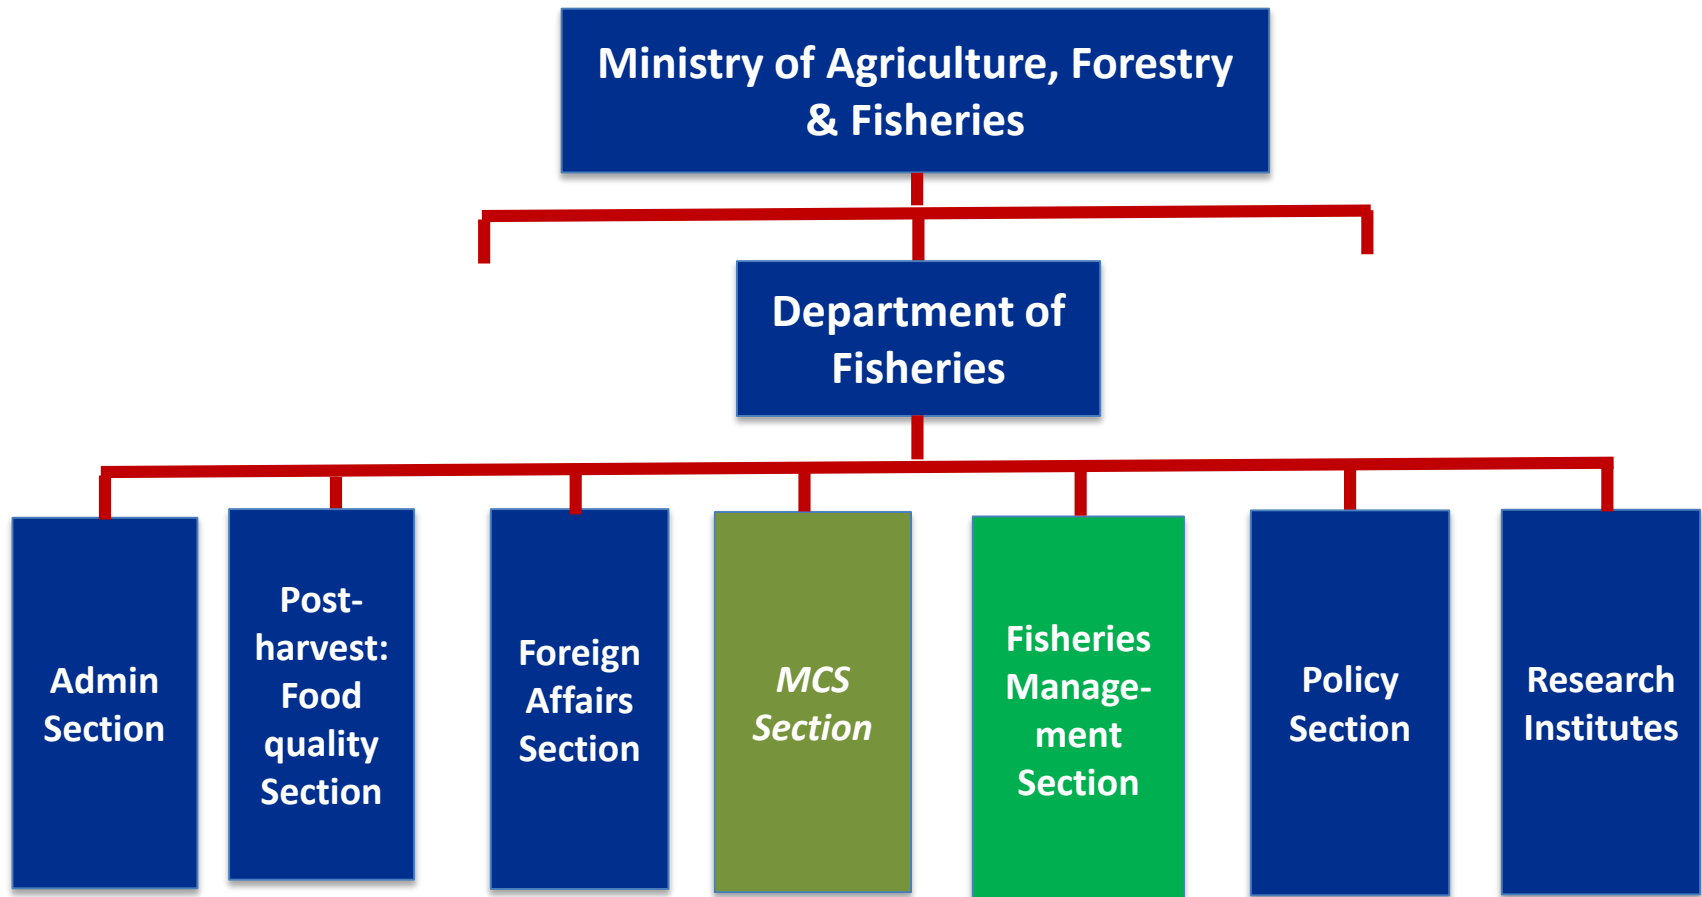 Ministry of Agriculture, Forestry
& Fisheries
Department of
Fisheries
Admin
Section
Post-
harvest:
Food
quality
Section
Foreign
Affairs
Section
MCS
Section
Fisheries
Manage-
ment
Section
Policy
Section
Research
Institutes